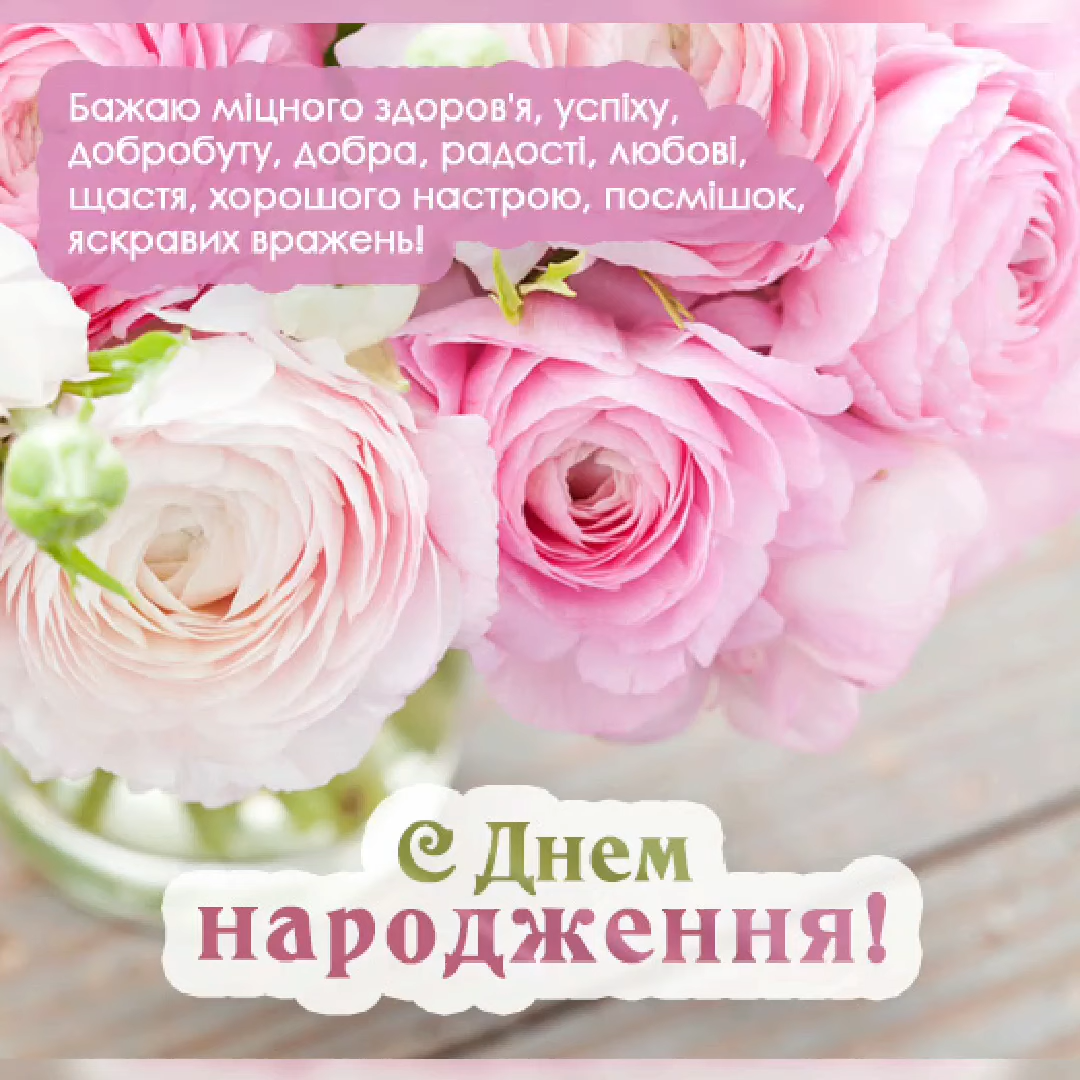 Бажаю міцного здоров'я, успіху,
добробуту, добра, радості, любові,
щастя, хорошого настрою, посмішок,
яскравих вражень!
С Днем
народження!